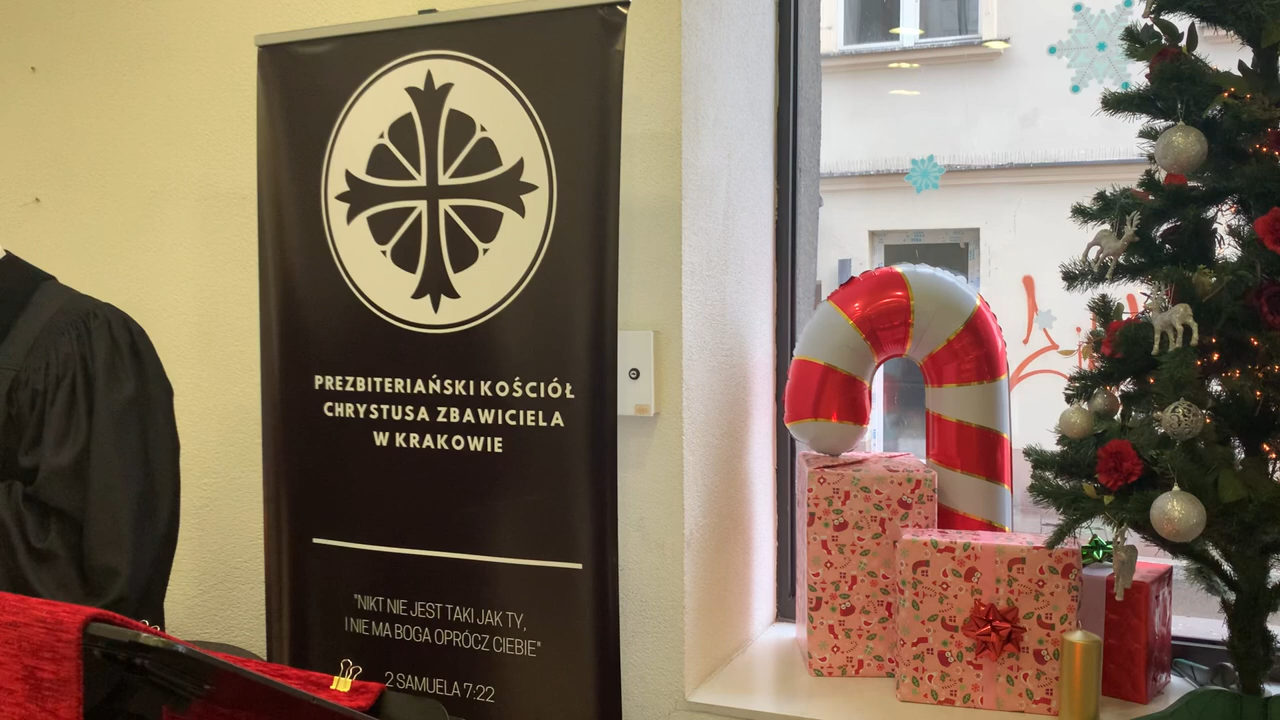 PREZBITERIAŃSKI KOŚCIÓŁ
CHRYSTUSA ZBAWICIELA
W KRAKOWIE
"NIKT NIE JEST TAKI JAK TY,
I NIE MA BOGA OPRÓCZ CIEBIE"
2 SAMUELA 7:22